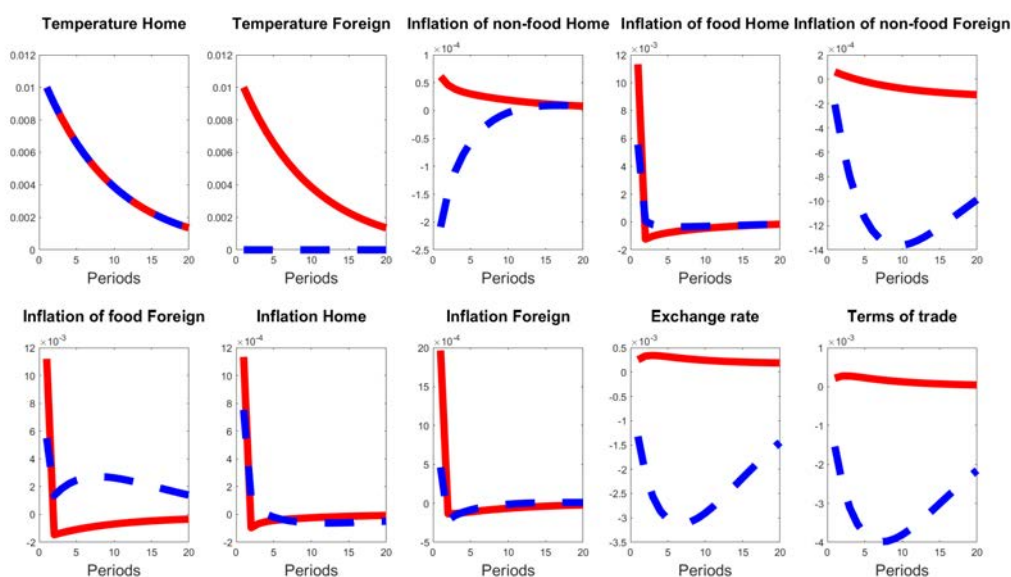 Temperature Home
0.012
0.01
0.008
0.006
0.004
0.002
0
0 5 10 15 20
Periods
Temperature Foreign
0.012
0.01
0.008
0.006
0.004
0.002
0
0 5 10 15 20
Periods
Inflation of non-food Home
×10⁻⁴
1
0.5
0
-0.5
-1
-1.5
-2
-2.5
0 5 10 15 20
Periods
Inflation of food Home
×10⁻³
12
10
8
6
4
2
0
-2
0 5 10 15 20
Periods
Inflation of non-food Foreign
×10⁻⁴
2
0
-2
-4
-6
-8
-10
-12
-14
0 5 10 15 20
Periods
Inflation of food Foreign
×10⁻³
12
10
8
6
4
2
0
-2
0 5 10 15 20
Periods
Inflation Home
×10⁻⁴
12
10
8
6
4
2
0
-2
0 5 10 15 20
Periods
Inflation Foreign
×10⁻⁴
20
15
10
5
0
-5
0 5 10 15 20
Periods
Exchange rate
×10⁻³
0.5
0
-0.5
-1
-1.5
-2
-2.5
-3
-3.5
0 5 10 15 20
Periods
Terms of trade
×10⁻³
1
0
-1
-2
-3
-4
0 5 10 15 20
Periods